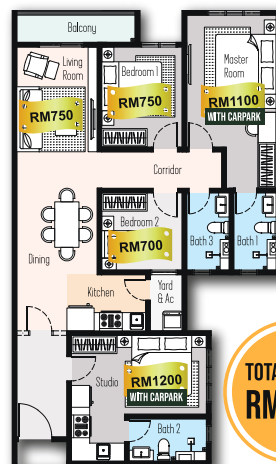 Balcony
Living
Room
RM750
Bedroom 1
RM750
Master
Room
RM1100
WITH CARPARK
Corridor
Bedroom 2
RM700
Bath 3
Bath 1
Dining
Kitchen
Yard
& Ac
Studio
RM1200
WITH CARPARK
Bath 2
TOTA
RM